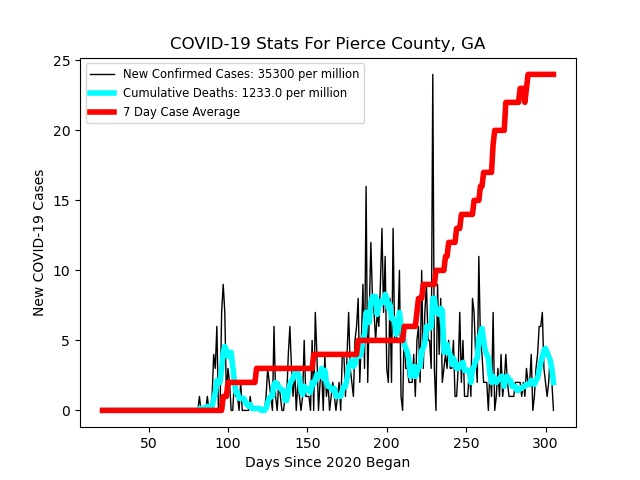 COVID-19 Stats For Pierce County, GA
New Confirmed Cases: 35300 per million
Cumulative Deaths: 1233.0 per million
7 Day Case Average
25
20
15
10
5
0
New COVID-19 Cases
50
100
150
200
250
300
Days Since 2020 Began